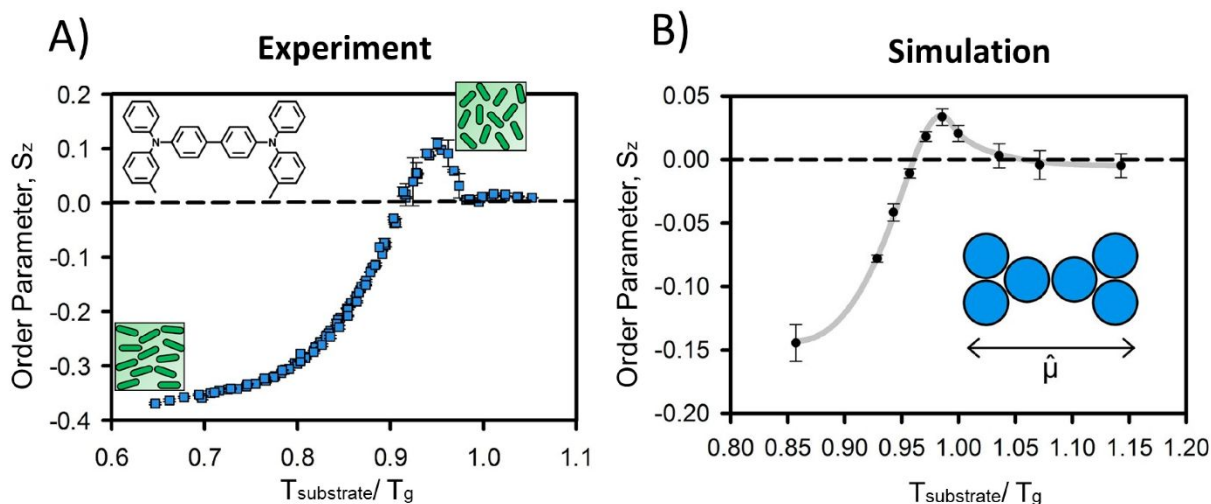 A)
Experiment
Order Parameter, Sz
0.2
0.1
0.0
-0.1
-0.2
-0.3
-0.4
N
N
0.6
0.7
0.8
0.9
1.0
1.1
Tsubstrate/ Tg
B)
Simulation
Order Parameter, Sz
0.05
0.00
-0.05
-0.10
-0.15
-0.20
μ̂
0.80 0.85 0.90 0.95 1.00 1.05 1.10 1.15 1.20
Tsubstrate/ Tg